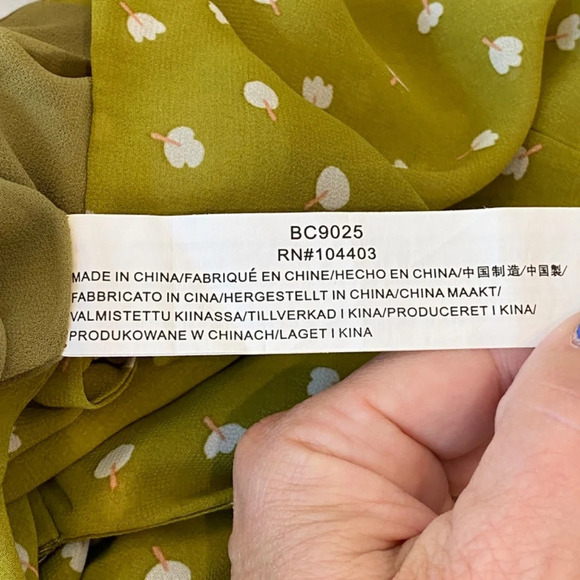 BC9025
RN#104403
MADE IN CHINA/FABRIQUÉ EN CHINE/HECHO EN CHINA/中国制造/中国製/
FABBRICATO IN CINA/HERGESTELLT IN CHINA/CHINA MAAKT/
VALMISTETTU KIINASSA/TILLVERKAD I KINA/PRODUCERET I KINA/
PRODUKOWANE W CHINACH/LAGET I KINA